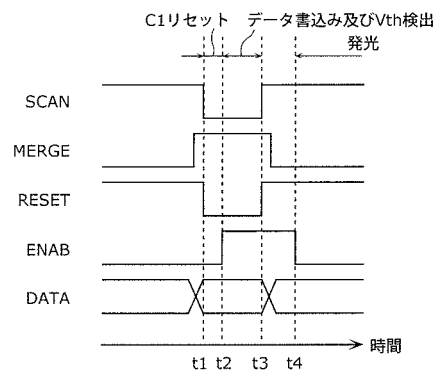 C1リセット データ書込み及びVth検出
発光
SCAN
MERGE
RESET
ENAB
DATA
時間
t1 t2 t3 t4